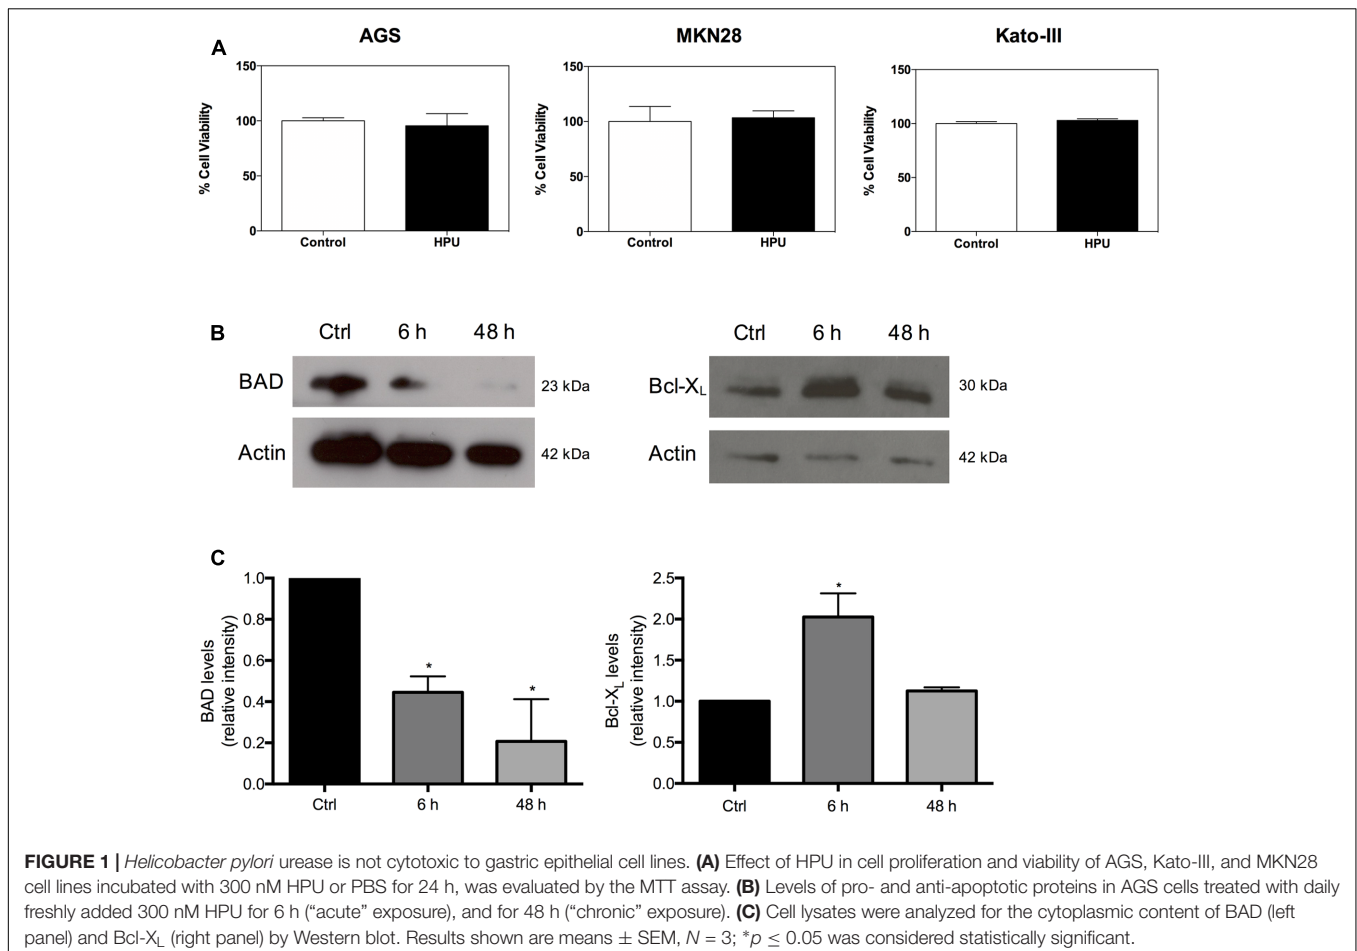 A
AGS
MKN28
Kato-III
% Cell Viability
150
100
50
0
Control
HPU
% Cell Viability
150
100
50
0
Control
HPU
% Cell Viability
150
100
50
0
Control
HPU
B
Ctrl 6 h 48 h
BAD
23 kDa
Actin
42 kDa
Ctrl 6 h 48 h
Bcl-XL
30 kDa
Actin
42 kDa
C
BAD levels
(relative intensity)
1.0
0.8
0.6
0.4
0.2
0.0
*
*
Ctrl 6 h 48 h
Bcl-XL levels
(relative intensity)
2.5
2.0
1.5
1.0
0.5
0.0
*
Ctrl 6 h 48 h
FIGURE 1 | Helicobacter pylori urease is not cytotoxic to gastric epithelial cell lines. (A) Effect of HPU in cell proliferation and viability of AGS, Kato-III, and MKN28
cell lines incubated with 300 nM HPU or PBS for 24 h, was evaluated by the MTT assay. (B) Levels of pro- and anti-apoptotic proteins in AGS cells treated with daily
freshly added 300 nM HPU for 6 h (“acute” exposure), and for 48 h (“chronic” exposure). (C) Cell lysates were analyzed for the cytoplasmic content of BAD (left
panel) and Bcl-XL (right panel) by Western blot. Results shown are means ± SEM, N = 3; *p ≤ 0.05 was considered statistically significant.